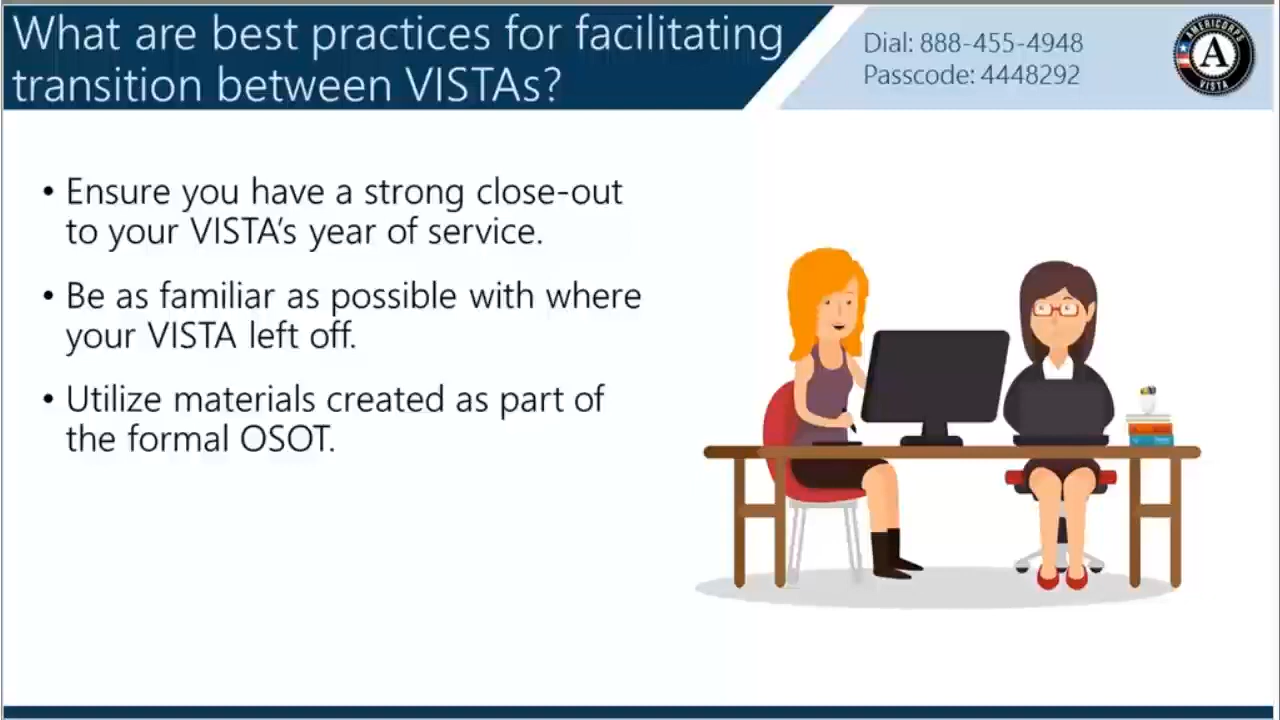 What are best practices for facilitating
transition between VISTAs?
Dial: 888-455-4948
Passcode: 4448292
AMERICORPS
A
VISTA
• Ensure you have a strong close-out
to your VISTA's year of service.
• Be as familiar as possible with where
your VISTA left off.
• Utilize materials created as part of
the formal OSOT.